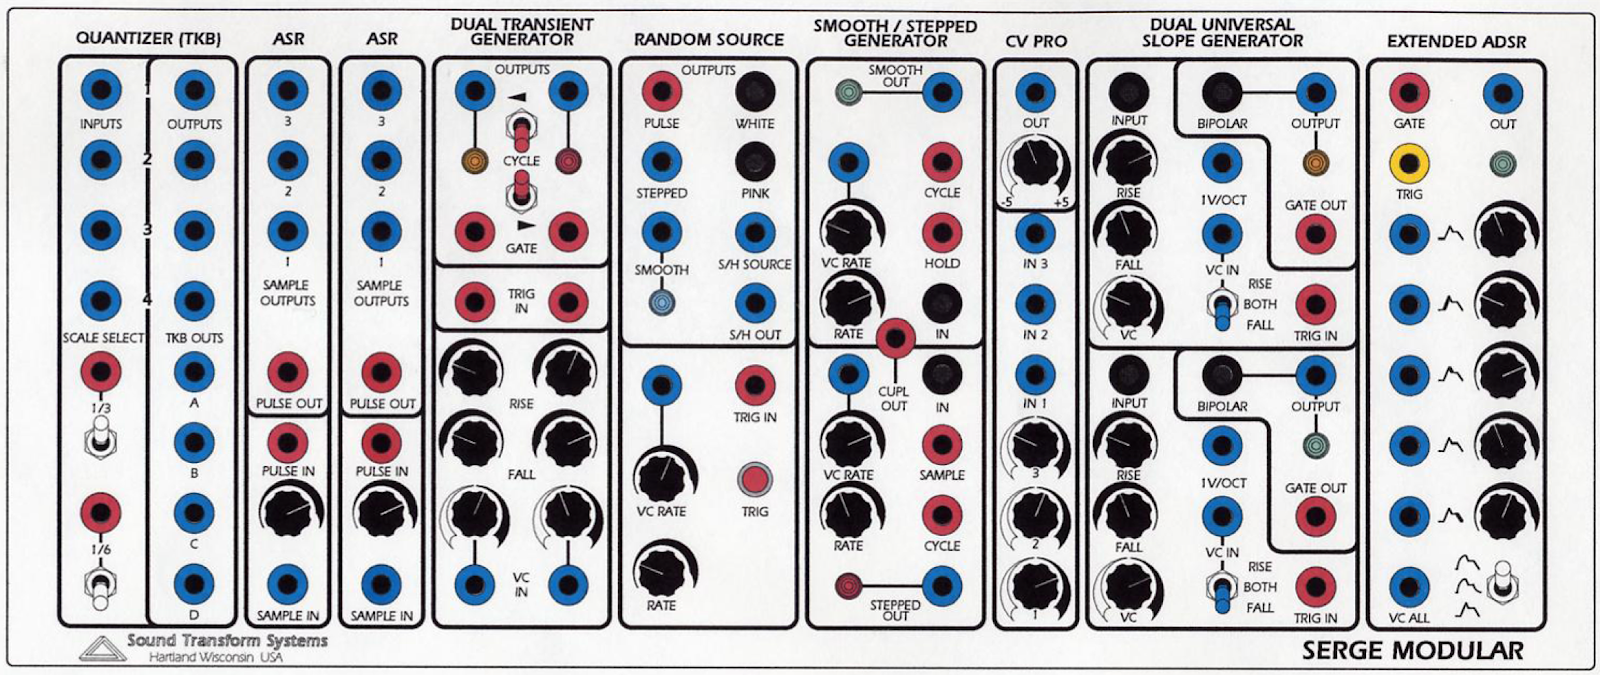 QUANTIZER (TKB)
1
INPUTS
OUTPUTS
2
3
4
SCALE SELECT
TKB OUTS
1/3
A
B
1/6
C
D
ASR
3
2
1
SAMPLE
OUTPUTS
PULSE OUT
PULSE IN
SAMPLE IN
ASR
3
2
1
SAMPLE
OUTPUTS
PULSE OUT
PULSE IN
SAMPLE IN
DUAL TRANSIENT
GENERATOR
OUTPUTS
CYCLE
GATE
TRIG
IN
RISE
FALL
VC
IN
RANDOM SOURCE
OUTPUTS
PULSE
WHITE
STEPPED
PINK
SMOOTH
S/H SOURCE
S/H OUT
TRIG IN
VC RATE
TRIG
RATE
SMOOTH / STEPPED
GENERATOR
SMOOTH
OUT
CYCLE
VC RATE
HOLD
RATE
IN
CUPL
OUT
IN
VC RATE
SAMPLE
RATE
CYCLE
STEPPED
OUT
CV PRO
OUT
-5 +5
IN 3
IN 2
IN 1
3
2
1
DUAL UNIVERSAL
SLOPE GENERATOR
INPUT
BIPOLAR
OUTPUT
RISE
1V/OCT
GATE OUT
FALL
VC IN
RISE
BOTH
FALL
VC
TRIG IN
INPUT
BIPOLAR
OUTPUT
RISE
1V/OCT
GATE OUT
FALL
VC IN
RISE
BOTH
FALL
VC
TRIG IN
EXTENDED ADSR
GATE
OUT
TRIG
VC ALL
Sound Transform Systems
Hartland Wisconsin USA
SERGE MODULAR